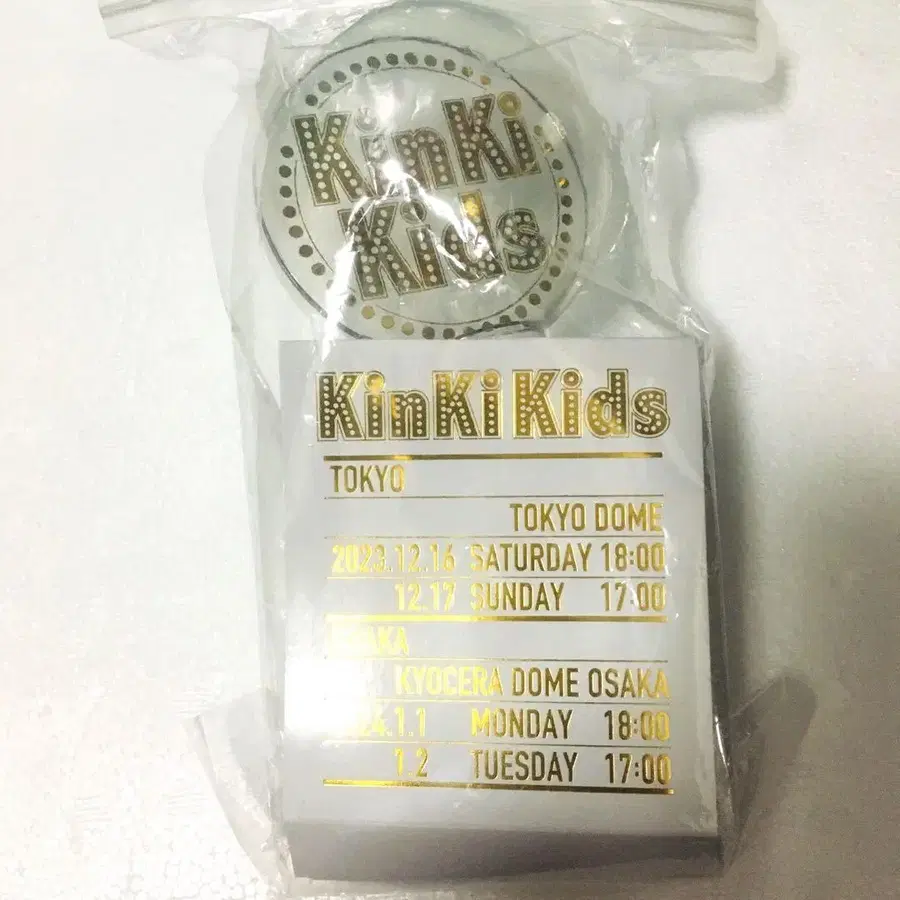 KinKi
Kids
KinKi Kids
TOKYO
TOKYO DOME
2023.12.16 SATURDAY 18:00
12.17 SUNDAY 17:00
KYOCERA DOME OSAKA
MONDAY 18:00
1.2 TUESDAY 17:00